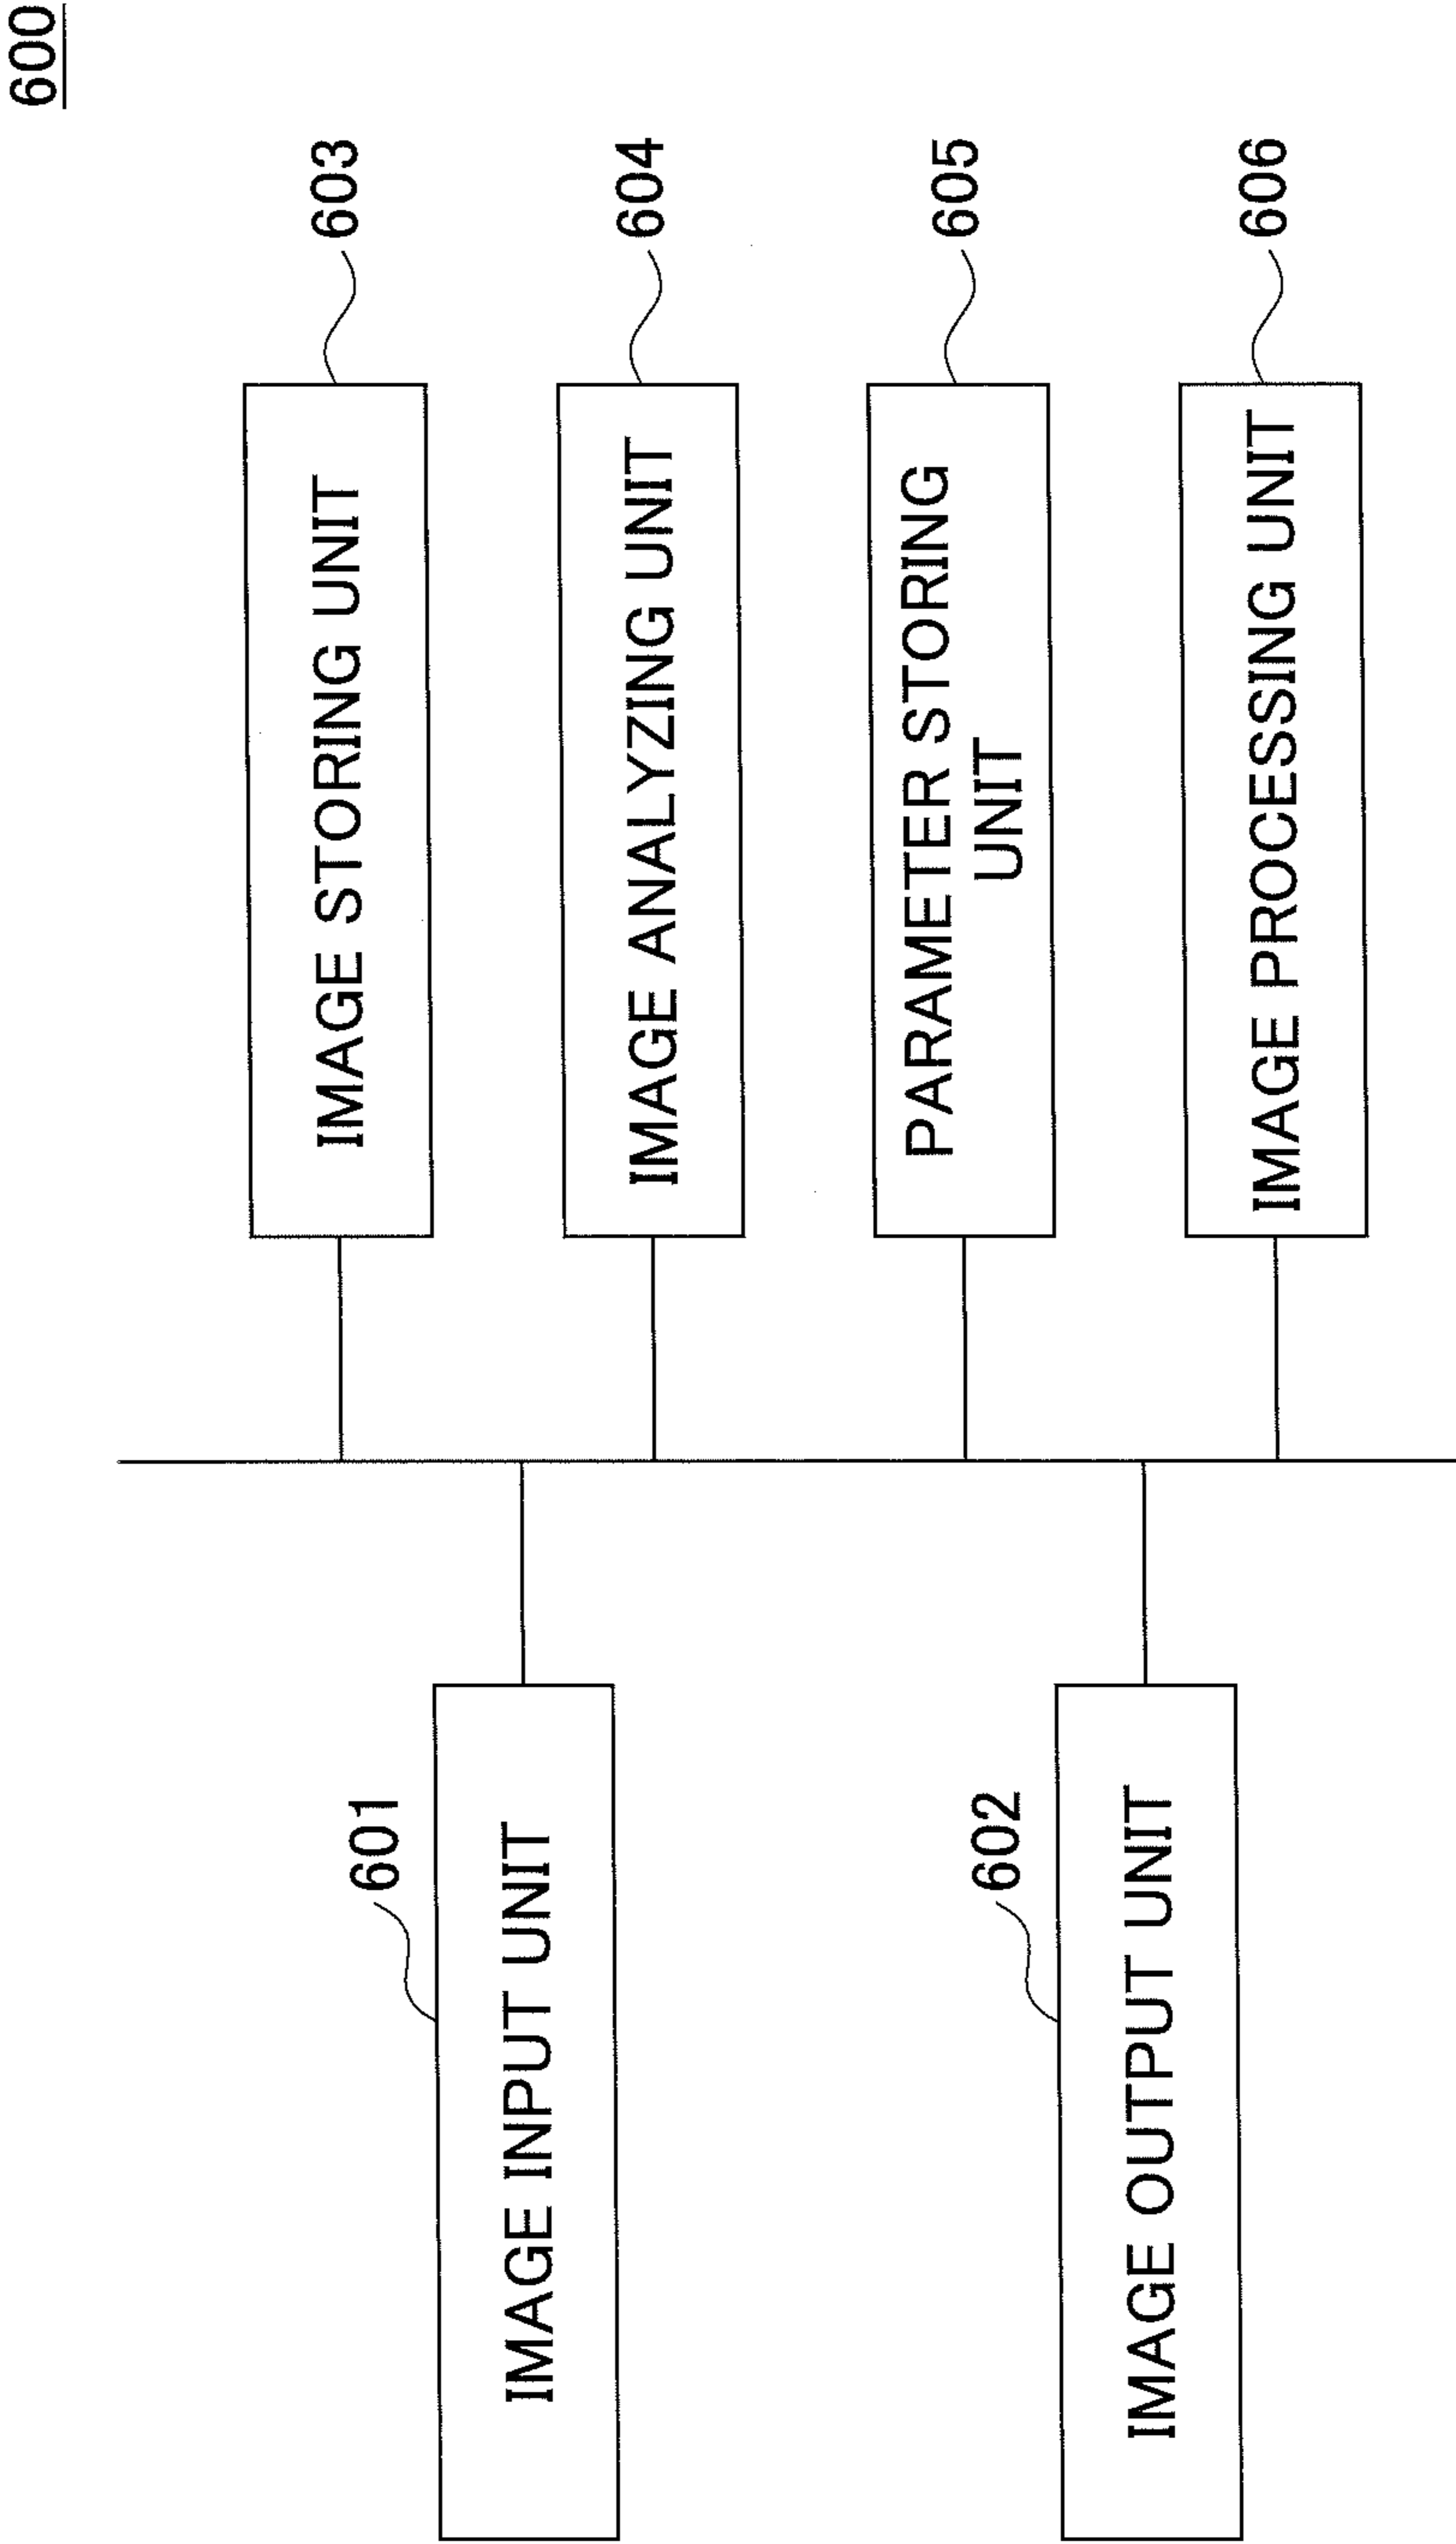 600
601
IMAGE INPUT UNIT
602
IMAGE OUTPUT UNIT
IMAGE STORING UNIT
603
IMAGE ANALYZING UNIT
604
PARAMETER STORING
UNIT
605
IMAGE PROCESSING UNIT
606